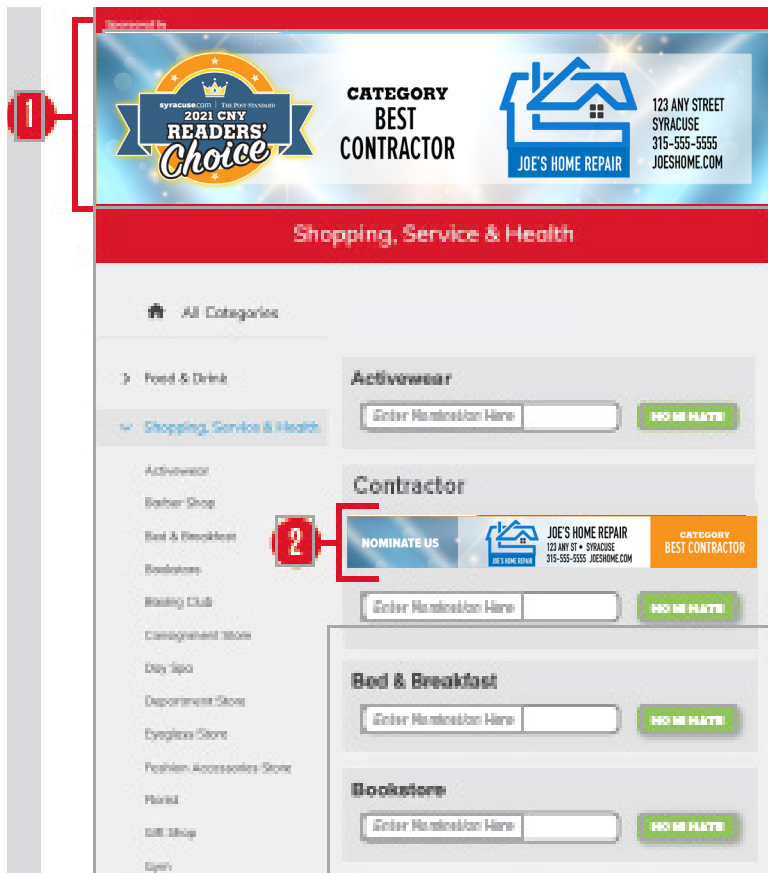 Sponsored by
1
syracuse.com | THE POST-STANDARD
2021 CNY
READERS'
Choice
CATEGORY
BEST
CONTRACTOR
JOE'S HOME REPAIR
123 ANY STREET
SYRACUSE
315-555-5555
JOESHOME.COM
Shopping, Service & Health
All Categories
Food & Drink
Shopping, Service & Health
Activewear
Barber Shop
Bed & Breakfast
Bookstore
Boxing Club
Consignment Store
Day Spa
Department Store
Eyeglass Store
Fashion Accessories Store
Florist
Gift Shop
Gym
Activewear
Enter Nomination Here
NOMINATE
Contractor
2
NOMINATE US
JOE'S HOME REPAIR
JOE'S HOME REPAIR
123 ANY ST • SYRACUSE
315-555-5555 JOESHOME.COM
CATEGORY
BEST CONTRACTOR
Enter Nomination Here
NOMINATE
Bed & Breakfast
Enter Nomination Here
NOMINATE
Bookstore
Enter Nomination Here
NOMINATE